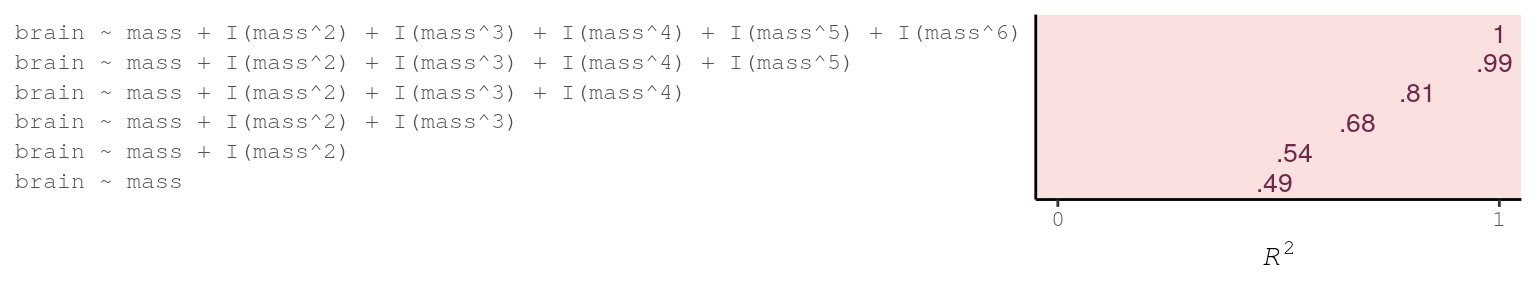 brain ~ mass + I(mass^2) + I(mass^3) + I(mass^4) + I(mass^5) + I(mass^6) 1
brain ~ mass + I(mass^2) + I(mass^3) + I(mass^4) + I(mass^5) .99
brain ~ mass + I(mass^2) + I(mass^3) + I(mass^4) .81
brain ~ mass + I(mass^2) + I(mass^3) .68
brain ~ mass + I(mass^2) .54
brain ~ mass .49
0 1
R²